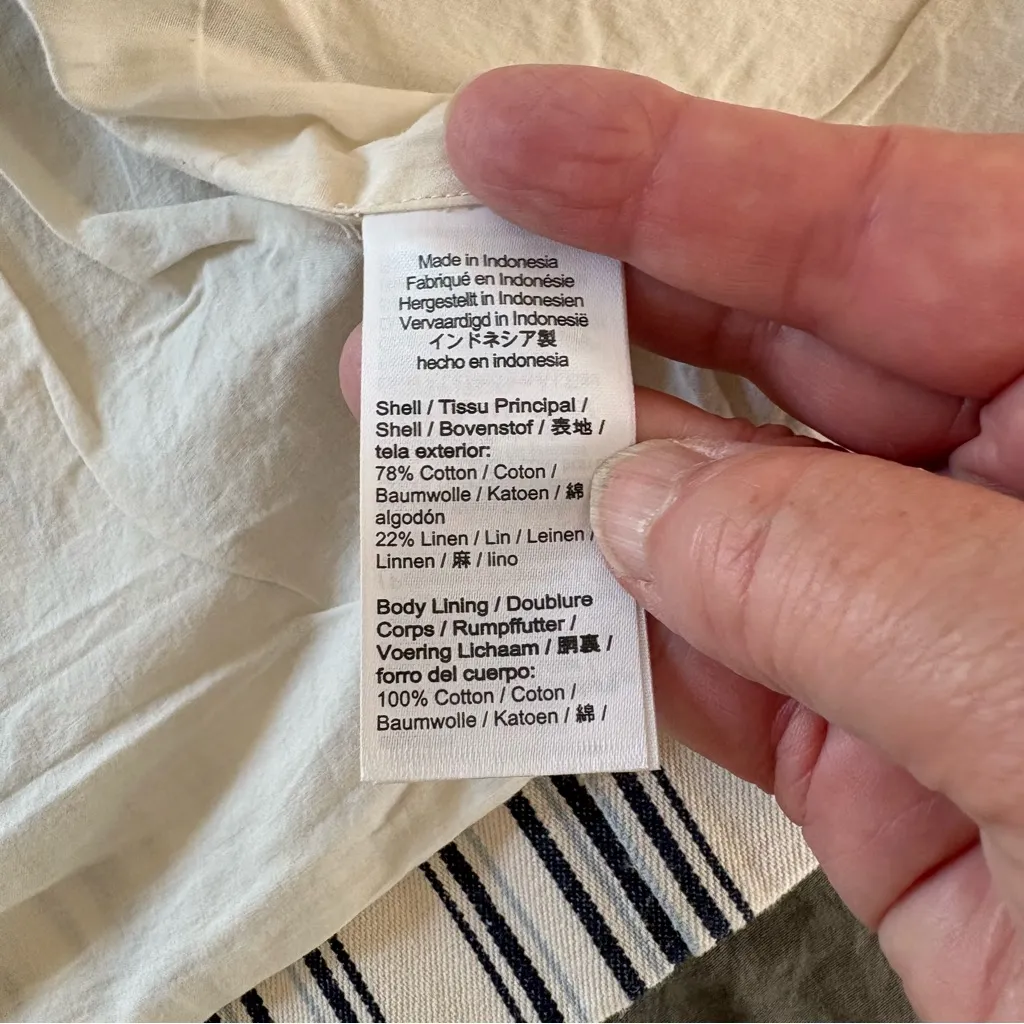 Made in Indonesia
Fabriqué en Indonésie
Hergestellt in Indonesien
Vervaardigd in Indonesië
インドネシア製
hecho en indonesia
Shell / Tissu Principal /
Shell / Bovenstof / 表地 /
tela exterior:
78% Cotton / Coton /
Baumwolle / Katoen / 綿
algodón
22% Linen / Lin / Leinen /
Linnen / 麻 / lino
Body Lining / Doublure
Corps / Rumpffutter /
Voering Lichaam / 胴裏 /
forro del cuerpo:
100% Cotton / Coton /
Baumwolle / Katoen / 綿 /